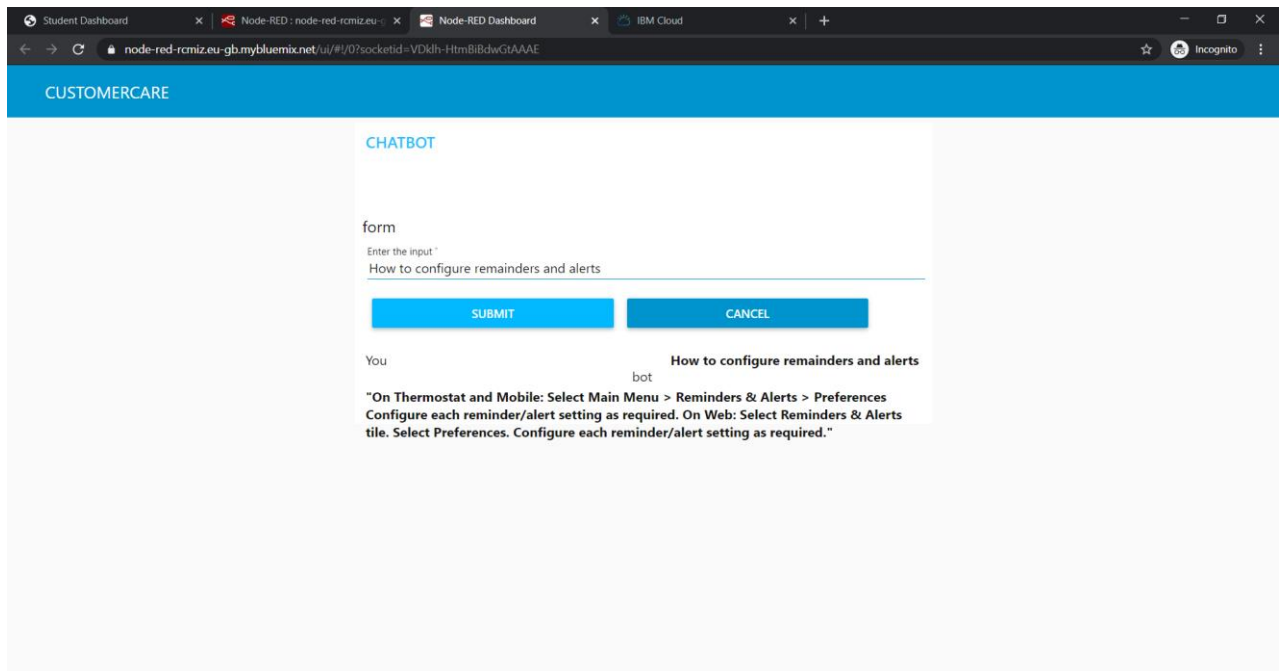 Student Dashboard
Node-RED : node-red-rcmiz.eu-g
Node-RED Dashboard
IBM Cloud
node-red-rcmiz.eu-gb.mybluemix.net/ui/#!/0?socketid=VDklh-HtmBiBdwGtAAAE
Incognito
CUSTOMERCARE
CHATBOT
form
Enter the input *
How to configure remainders and alerts
SUBMIT
CANCEL
You
How to configure remainders and alerts
bot
"On Thermostat and Mobile: Select Main Menu > Reminders & Alerts > Preferences
Configure each reminder/alert setting as required. On Web: Select Reminders & Alerts
tile. Select Preferences. Configure each reminder/alert setting as required."